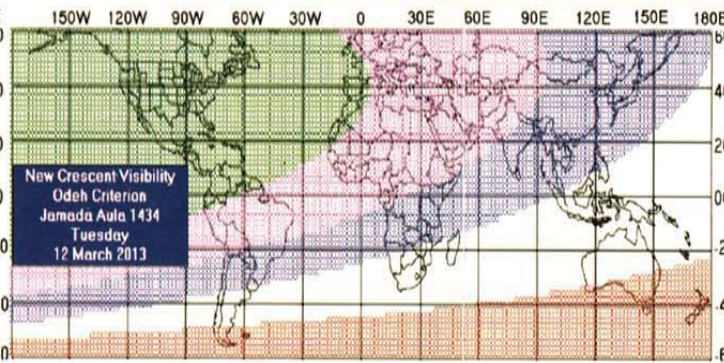 150W 120W 90W 60W 30W 0 30E 60E 90E 120E 150E 180E
New Crescent Visibility
Odeh Criterion
Jamada Aula 1434
Tuesday
12 March 2013